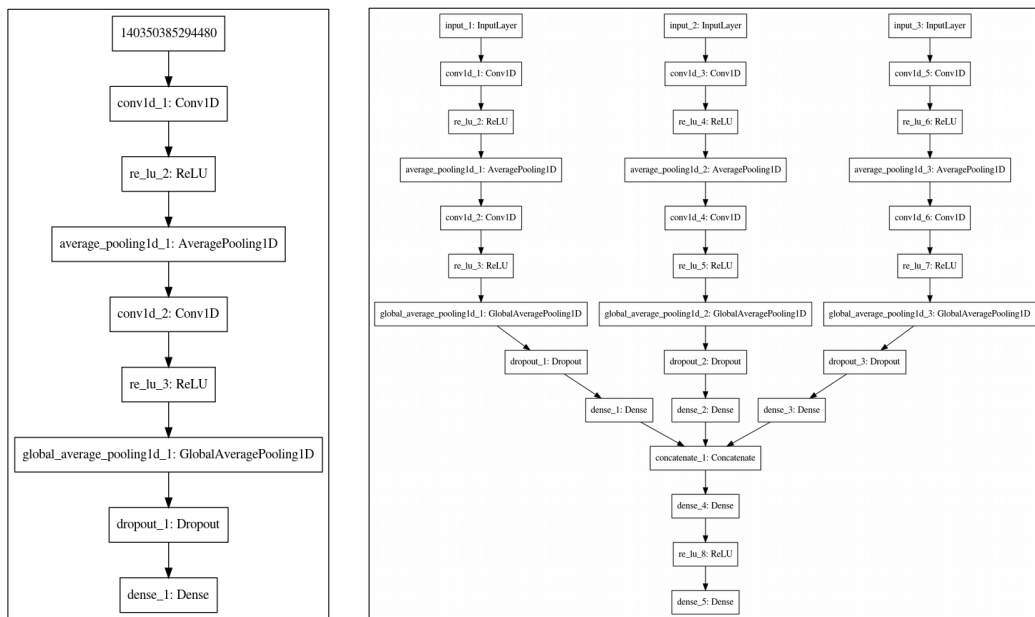 140350385294480
conv1d_1: Conv1D
re_lu_2: ReLU
average_pooling1d_1: AveragePooling1D
conv1d_2: Conv1D
re_lu_3: ReLU
global_average_pooling1d_1: GlobalAveragePooling1D
dropout_1: Dropout
dense_1: Dense
input_1: InputLayer input_2: InputLayer input_3: InputLayer
conv1d_1: Conv1D conv1d_3: Conv1D conv1d_5: Conv1D
re_lu_2: ReLU re_lu_4: ReLU re_lu_6: ReLU
average_pooling1d_1: AveragePooling1D average_pooling1d_2: AveragePooling1D average_pooling1d_3: AveragePooling1D
conv1d_2: Conv1D conv1d_4: Conv1D conv1d_6: Conv1D
re_lu_3: ReLU re_lu_5: ReLU re_lu_7: ReLU
global_average_pooling1d_1: GlobalAveragePooling1D global_average_pooling1d_2: GlobalAveragePooling1D global_average_pooling1d_3: GlobalAveragePooling1D
dropout_1: Dropout dropout_2: Dropout dropout_3: Dropout
dense_1: Dense dense_2: Dense dense_3: Dense
concatenate_1: Concatenate
dense_4: Dense
re_lu_8: ReLU
dense_5: Dense